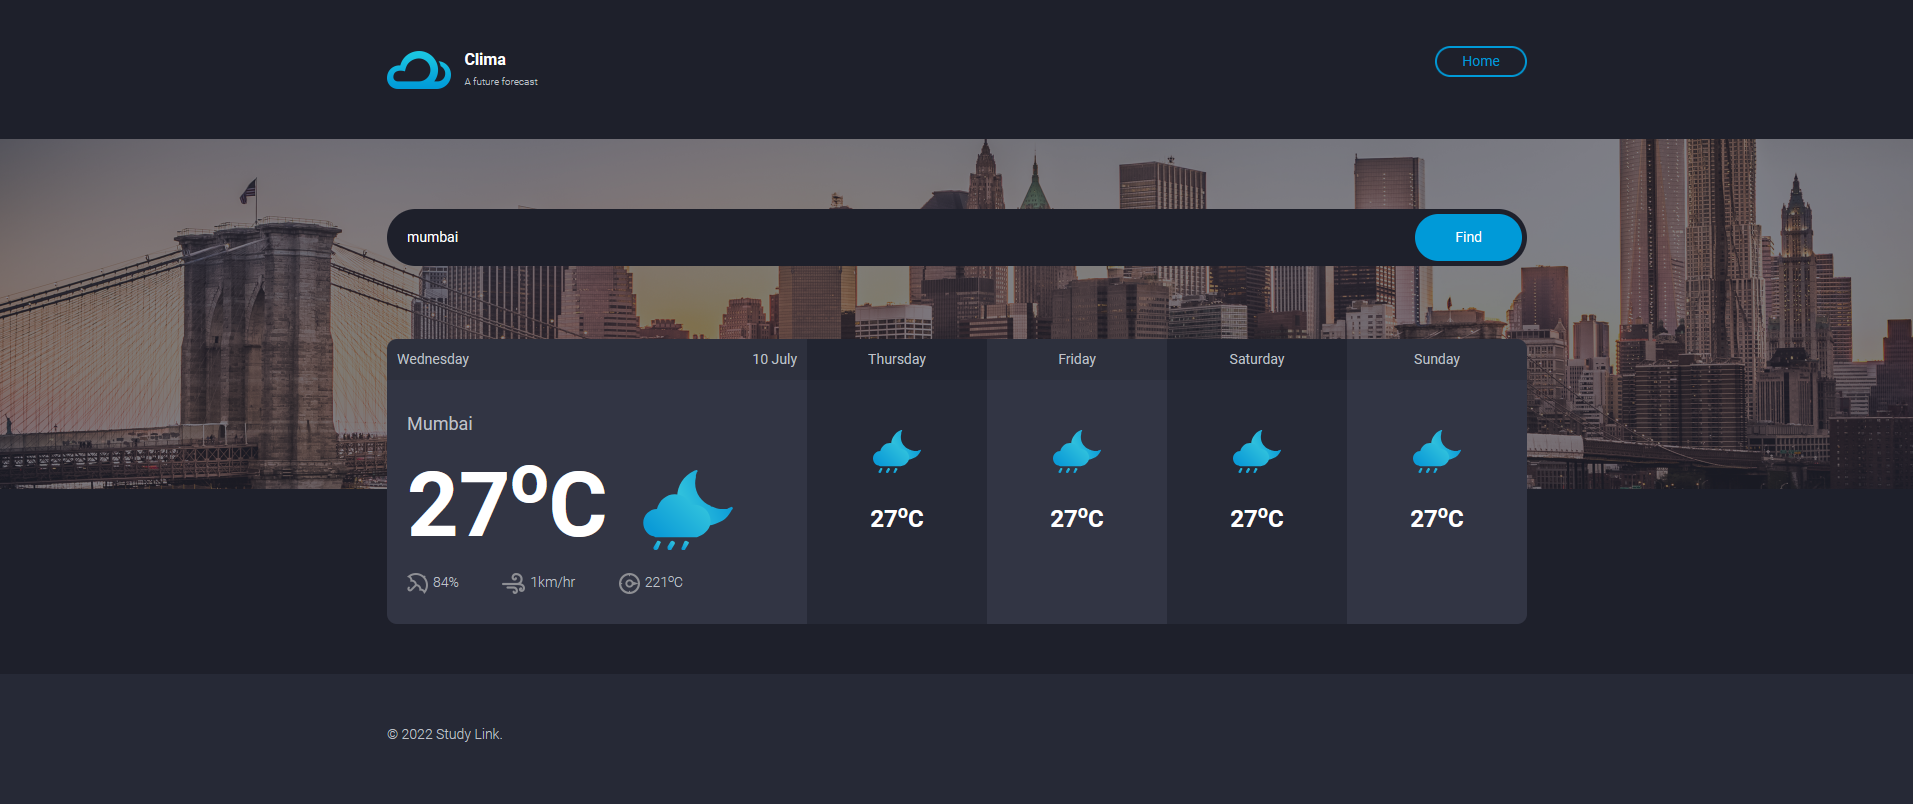 Clima
A future forecast
Home
mumbai
Find
Wednesday
10 July
Thursday
Friday
Saturday
Sunday
Mumbai
27°C
84%
1km/hr
221°C
27°C
27°C
27°C
27°C
© 2022 Study Link.